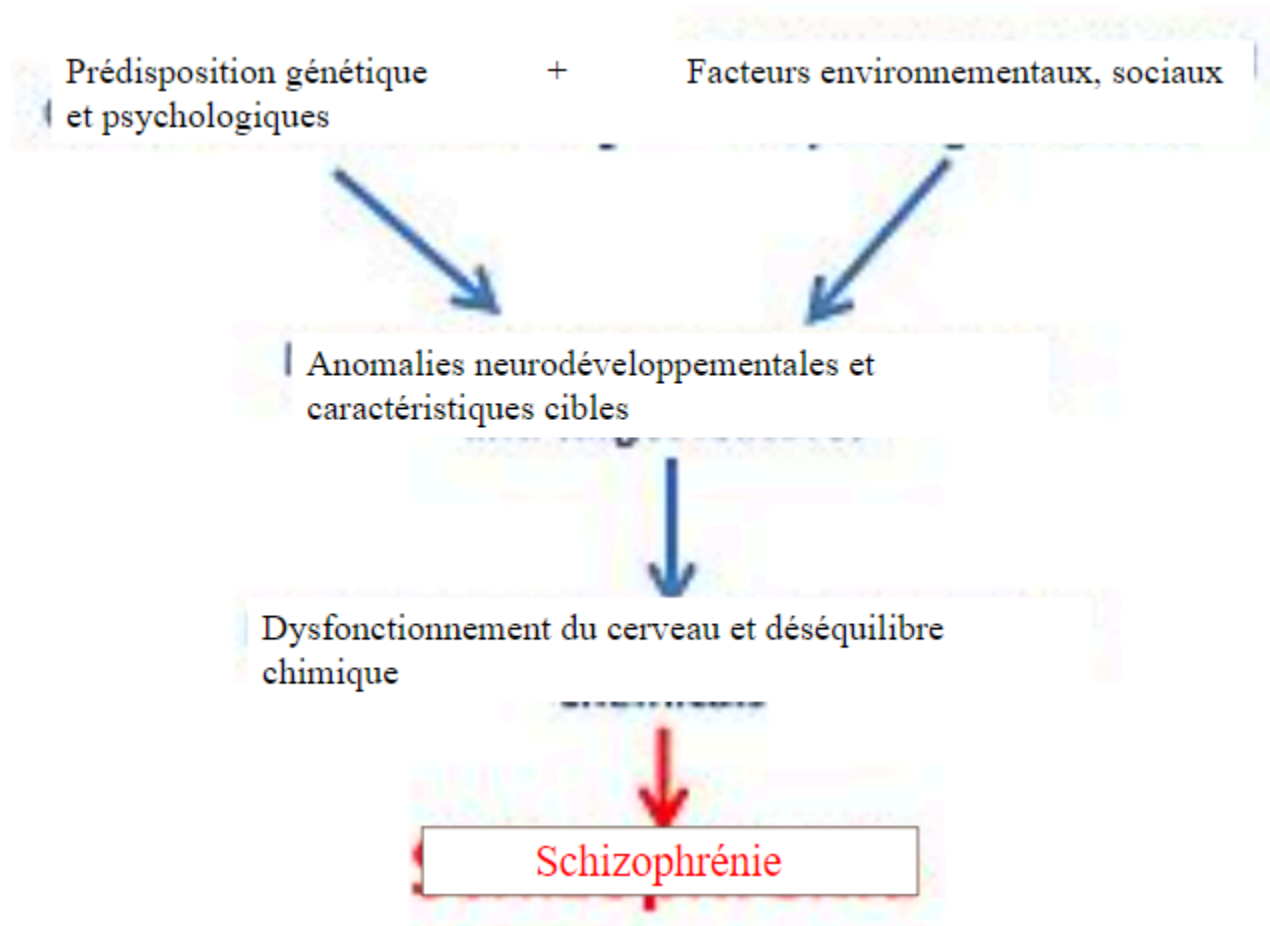 Prédisposition génétique + Facteurs environnementaux, sociaux
et psychologiques
Anomalies neurodéveloppementales et
caractéristiques cibles
Dysfonctionnement du cerveau et déséquilibre
chimique
Schizophrénie